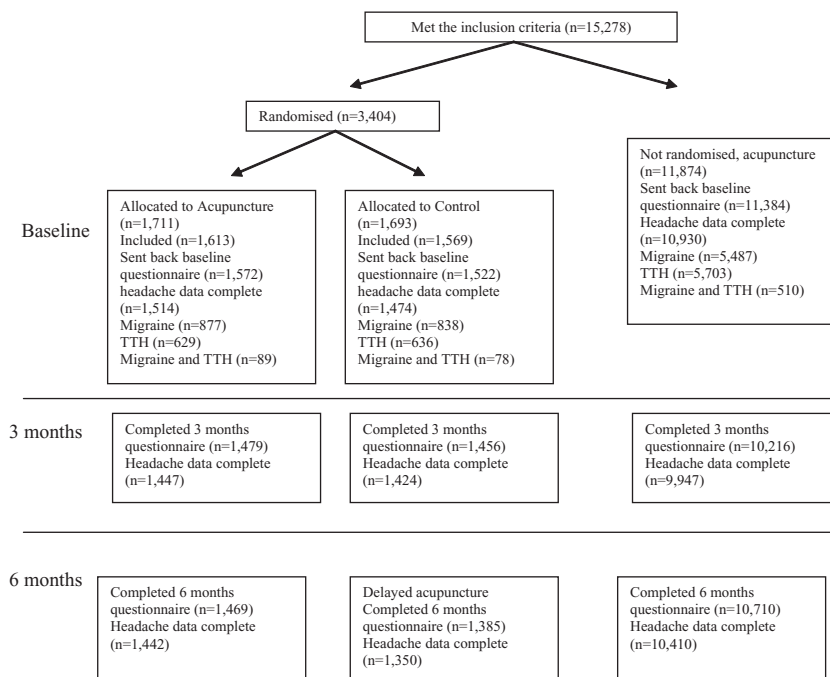 Met the inclusion criteria (n=15,278)
Randomised (n=3,404)
Not randomised, acupuncture
(n=11,874)
Sent back baseline
questionnaire (n=11,384)
Headache data complete
(n=10,930)
Migraine (n=5,487)
TTH (n=5,703)
Migraine and TTH (n=510)
Baseline
Allocated to Acupuncture
(n=1,711)
Included (n=1,613)
Sent back baseline
questionnaire (n=1,572)
headache data complete
(n=1,514)
Migraine (n=877)
TTH (n=629)
Migraine and TTH (n=89)
Allocated to Control
(n=1,693)
Included (n=1,569)
Sent back baseline
questionnaire (n=1,522)
headache data complete
(n=1,474)
Migraine (n=838)
TTH (n=636)
Migraine and TTH (n=78)
3 months
Completed 3 months
questionnaire (n=1,479)
Headache data complete
(n=1,447)
Completed 3 months
questionnaire (n=1,456)
Headache data complete
(n=1,424)
Completed 3 months
questionnaire (n=10,216)
Headache data complete
(n=9,947)
6 months
Completed 6 months
questionnaire (n=1,469)
Headache data complete
(n=1,442)
Delayed acupuncture
Completed 6 months
questionnaire (n=1,385)
Headache data complete
(n=1,350)
Completed 6 months
questionnaire (n=10,710)
Headache data complete
(n=10,410)